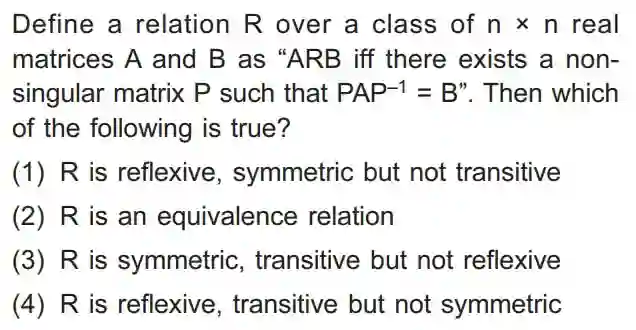 Define a relation R over a class of n × n real
matrices A and B as “ARB iff there exists a non-
singular matrix P such that PAP⁻¹ = B”. Then which
of the following is true?
(1) R is reflexive, symmetric but not transitive
(2) R is an equivalence relation
(3) R is symmetric, transitive but not reflexive
(4) R is reflexive, transitive but not symmetric